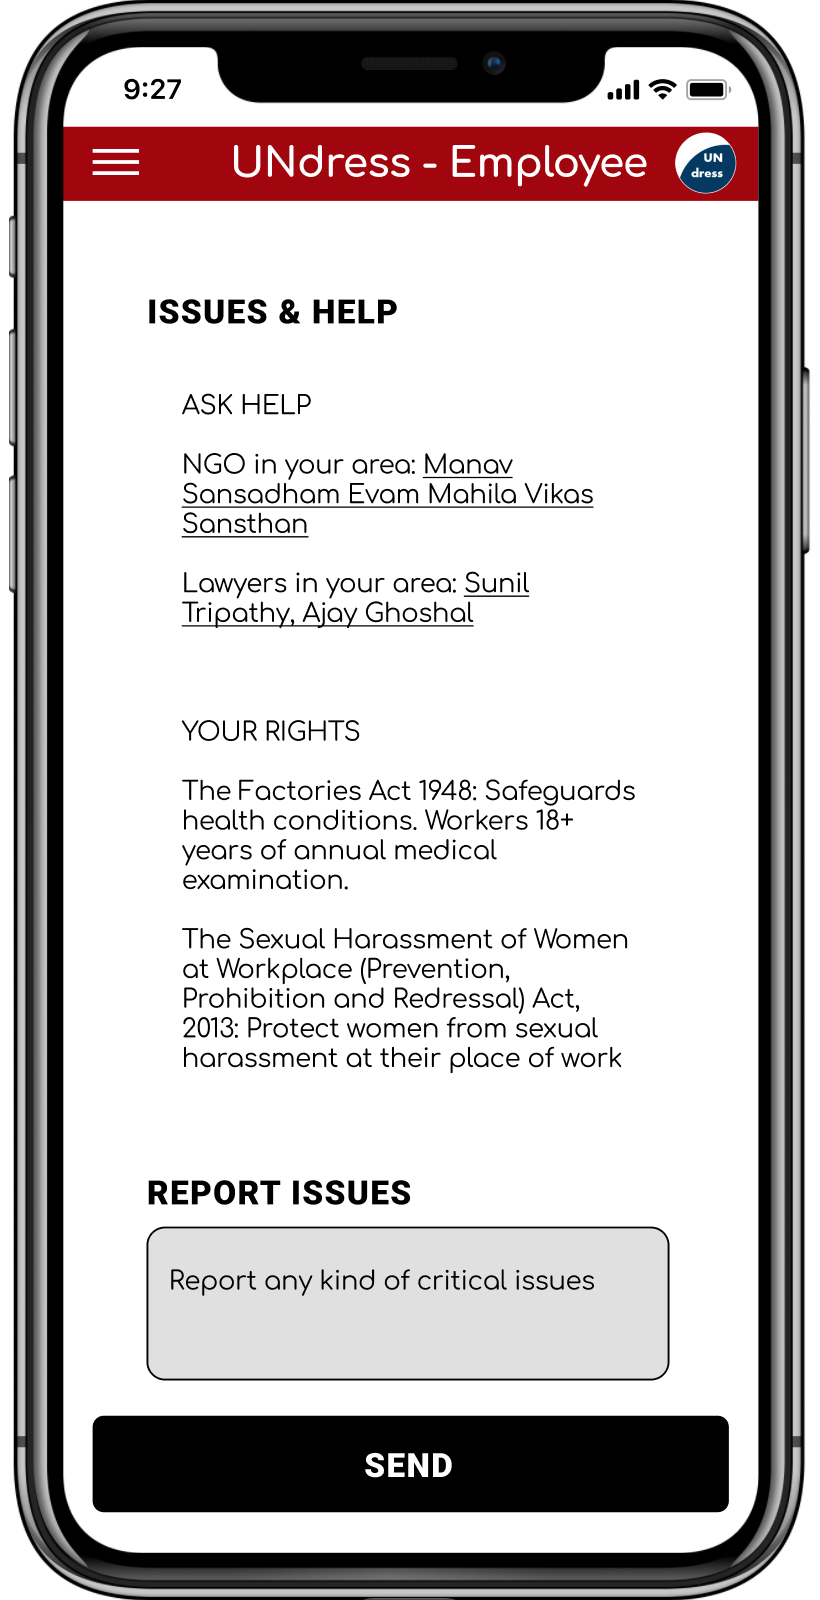 9:27
UNdress - Employee
UN
dress
ISSUES & HELP
ASK HELP
NGO in your area: Manav
Sansadham Evam Mahila Vikas
Sansthan
Lawyers in your area: Sunil
Tripathy, Ajay Ghoshal
YOUR RIGHTS
The Factories Act 1948: Safeguards
health conditions. Workers 18+
years of annual medical
examination.
The Sexual Harassment of Women
at Workplace (Prevention,
Prohibition and Redressal) Act,
2013: Protect women from sexual
harassment at their place of work
REPORT ISSUES
Report any kind of critical issues
SEND